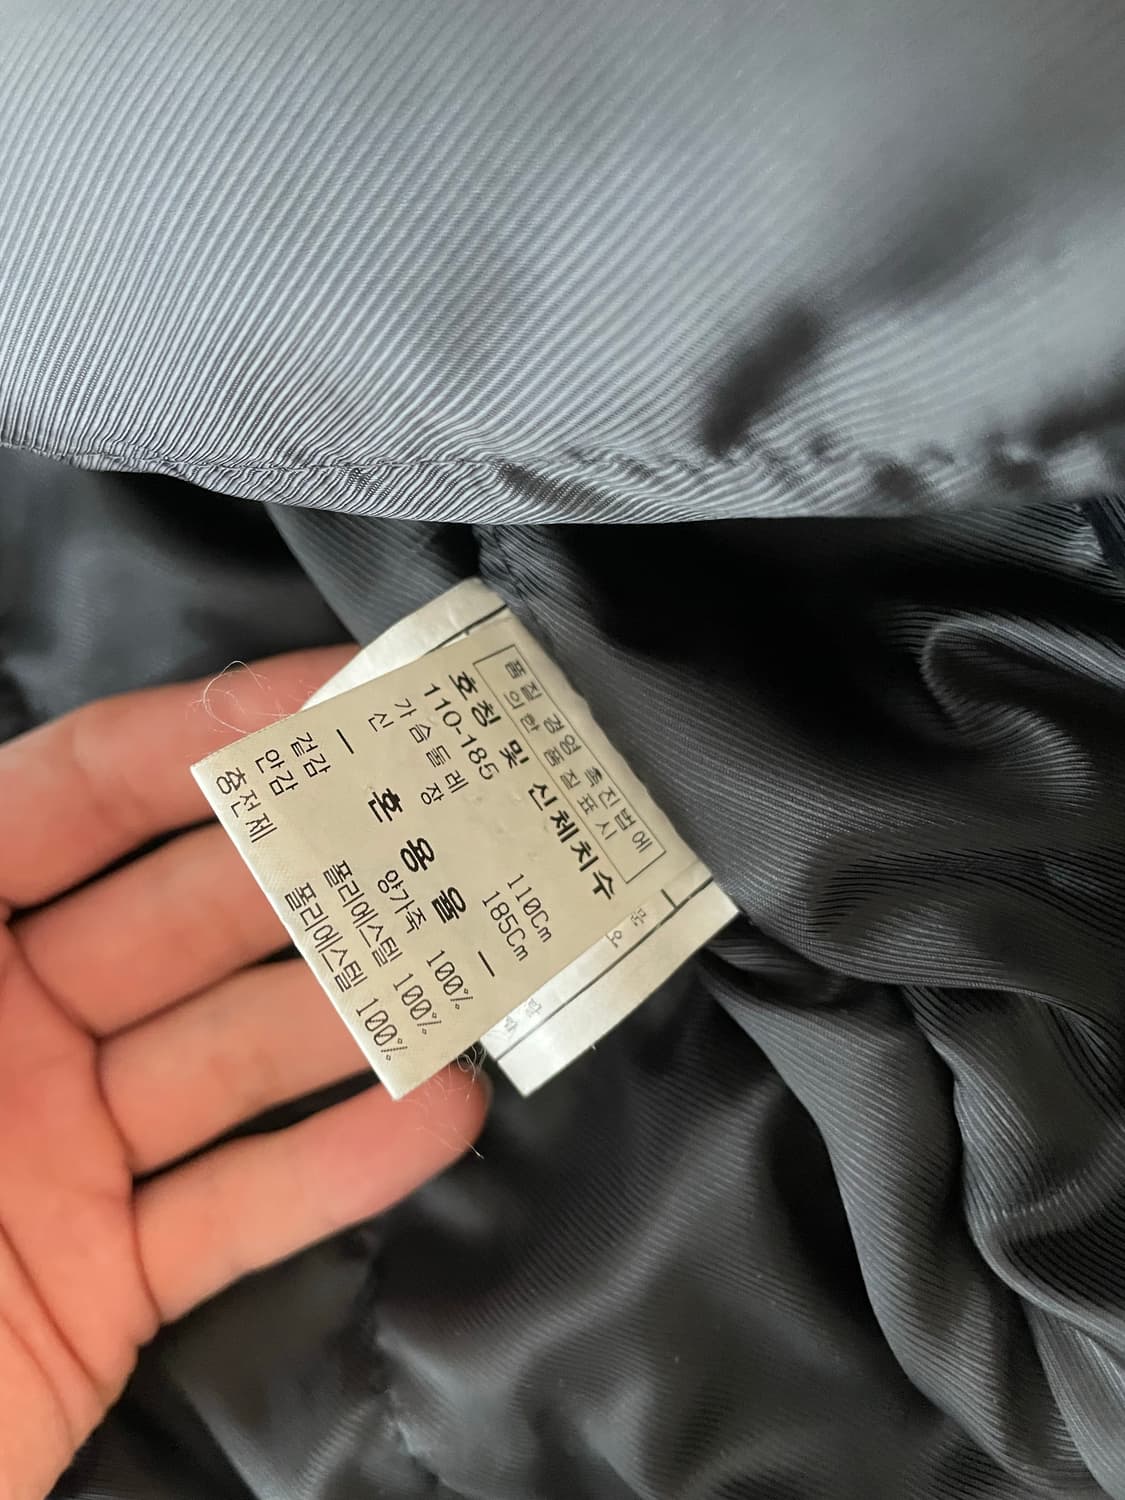 품질 경영 촉진법에
의한 품질표시
호칭 및 신체치수
110-185
가슴둘레 110Cm
신 장 185Cm
— 혼 용 율 —
겉감 양가죽 100%
안감 폴리에스텔 100%
충전제 폴리에스텔 100%